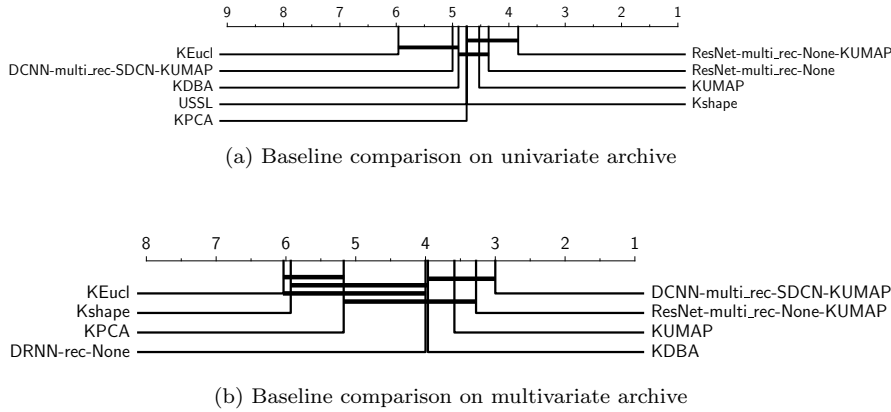 9 8 7 6 5 4 3 2 1
KEucl ResNet-multi_rec-None-KUMAP
DCNN-multi_rec-SDCN-KUMAP ResNet-multi_rec-None
KDBA KUMAP
USSL Kshape
KPCA
(a) Baseline comparison on univariate archive
8 7 6 5 4 3 2 1
KEucl DCNN-multi_rec-SDCN-KUMAP
Kshape ResNet-multi_rec-None-KUMAP
KPCA KUMAP
DRNN-rec-None KDBA
(b) Baseline comparison on multivariate archive